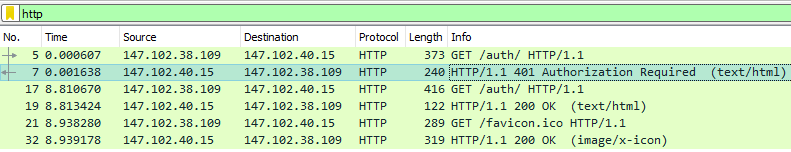 http
No. Time Source Destination Protocol Length Info
5 0.000607 147.102.38.109 147.102.40.15 HTTP 373 GET /auth/ HTTP/1.1
7 0.001638 147.102.40.15 147.102.38.109 HTTP 240 HTTP/1.1 401 Authorization Required (text/html)
17 8.810670 147.102.38.109 147.102.40.15 HTTP 416 GET /auth/ HTTP/1.1
19 8.813424 147.102.40.15 147.102.38.109 HTTP 122 HTTP/1.1 200 OK (text/html)
21 8.938280 147.102.38.109 147.102.40.15 HTTP 289 GET /favicon.ico HTTP/1.1
32 8.939178 147.102.40.15 147.102.38.109 HTTP 319 HTTP/1.1 200 OK (image/x-icon)